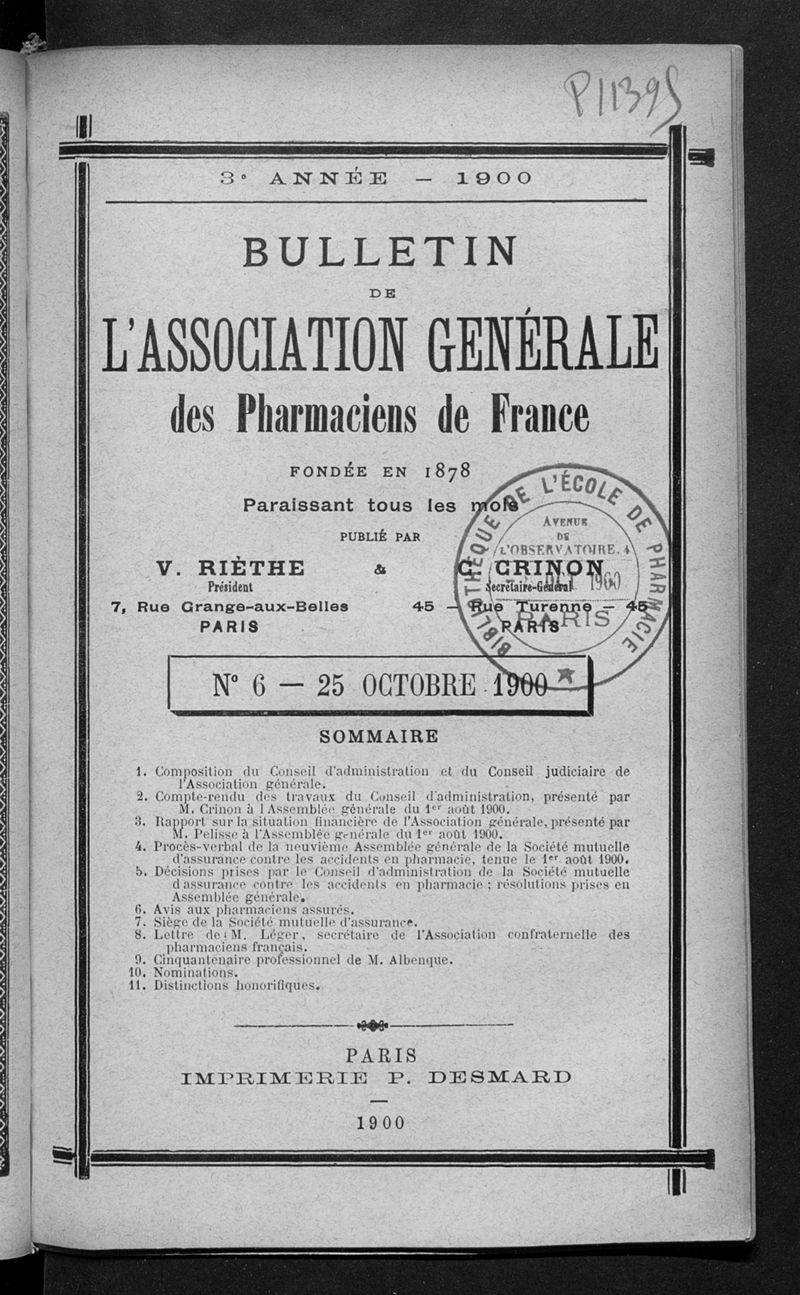 P11395
3e ANNÉE — 1900
BULLETIN
DE
L'ASSOCIATION GENÉRALE
des Pharmaciens de France
FONDÉE EN 1878
Paraissant tous les mois
PUBLIÉ PAR
V. RIÈTHE & C. CRINON
Président Secrétaire-Général
7, Rue Grange-aux-Belles 45 — Rue Turenne — 45
PARIS PARIS
BIBLIOTHÈQUE DE L'ÉCOLE DE PHARMACIE
AVENUE
DE
L'OBSERVATOIRE. 4
1900
PARIS
No 6 — 25 OCTOBRE 1900
SOMMAIRE
1. Composition du Conseil d'administration et du Conseil judiciaire de
l'Association générale.
2. Compte-rendu des travaux du Conseil d'administration, présenté par
M. Crinon à l Assemblée générale du 1er août 1900.
3. Rapport sur la situation financière de l'Association générale, présenté par
M. Pelisse à l'Assemblée générale du 1er août 1900.
4. Procès-verbal de la neuvième Assemblée générale de la Société mutuelle
d'assurance contre les accidents en pharmacie, tenue le 1er août 1900.
5. Décisions prises par le Conseil d'administration de la Société mutuelle
d assurance contre les accidents en pharmacie ; résolutions prises en
Assemblée générale.
6. Avis aux pharmaciens assurés.
7. Siège de la Société mutuelle d'assurance.
8. Lettre de M. Léger, secrétaire de l'Association confraternelle des
pharmaciens français.
9. Cinquantenaire professionnel de M. Albenque.
10. Nominations.
11. Distinctions honorifiques.
PARIS
IMPRIMERIE P. DESMARD
1900